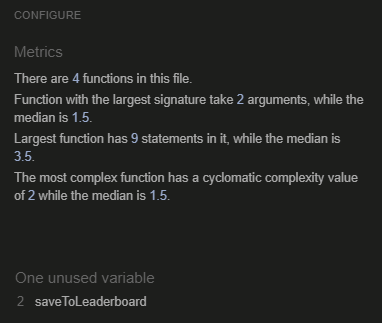 CONFIGURE
Metrics
There are 4 functions in this file.
Function with the largest signature take 2 arguments, while the
median is 1.5.
Largest function has 9 statements in it, while the median is
3.5.
The most complex function has a cyclomatic complexity value
of 2 while the median is 1.5.
One unused variable
2 saveToLeaderboard